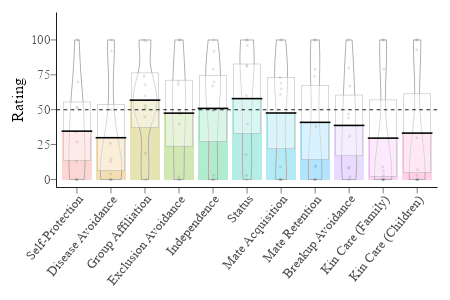 100
75
50
25
0
Rating
Self-Protection
Disease Avoidance
Group Affiliation
Exclusion Avoidance
Independence
Status
Mate Acquisition
Mate Retention
Breakup Avoidance
Kin Care (Family)
Kin Care (Children)